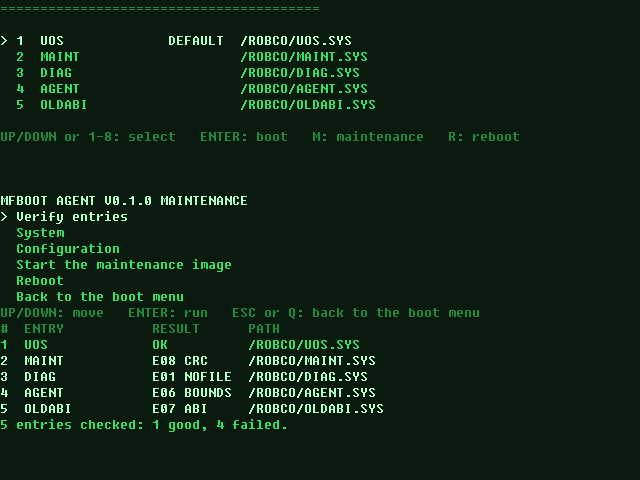 ========================================
> 1  UOS             DEFAULT  /ROBCO/UOS.SYS
  2  MAINT                    /ROBCO/MAINT.SYS
  3  DIAG                     /ROBCO/DIAG.SYS
  4  AGENT                    /ROBCO/AGENT.SYS
  5  OLDABI                   /ROBCO/OLDABI.SYS
UP/DOWN or 1-8: select   ENTER: boot   M: maintenance   R: reboot
MFBOOT AGENT V0.1.0 MAINTENANCE
> Verify entries
  System
  Configuration
  Start the maintenance image
  Reboot
  Back to the boot menu
UP/DOWN: move   ENTER: run   ESC or Q: back to the boot menu
#  ENTRY           RESULT      PATH
1  UOS             OK          /ROBCO/UOS.SYS
2  MAINT           E08 CRC     /ROBCO/MAINT.SYS
3  DIAG            E01 NOFILE  /ROBCO/DIAG.SYS
4  AGENT           E06 BOUNDS  /ROBCO/AGENT.SYS
5  OLDABI          E07 ABI     /ROBCO/OLDABI.SYS
5 entries checked: 1 good, 4 failed.